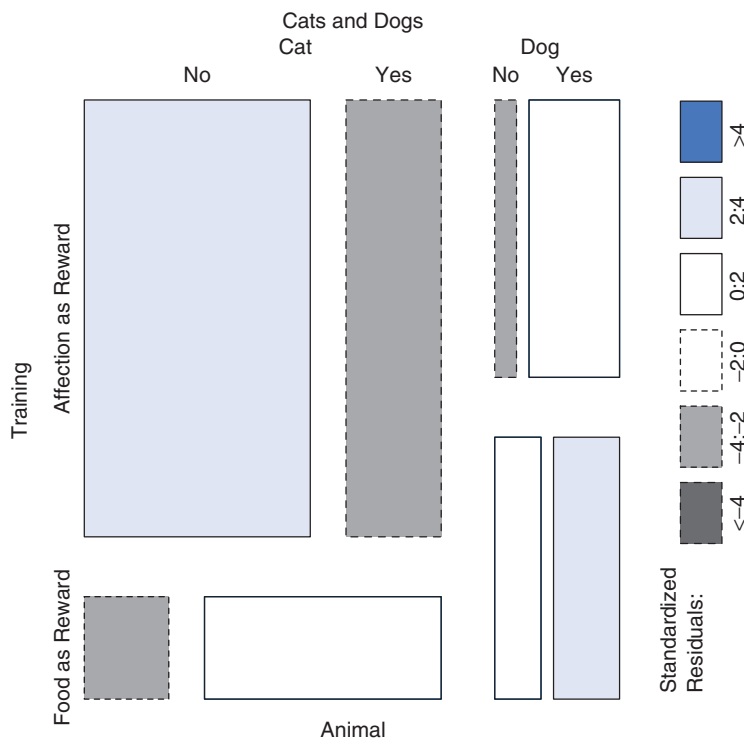 Cats and Dogs
Cat
Dog
No
Yes
No
Yes
Training
Affection as Reward
Food as Reward
Animal
Standardized
Residuals:
<−4
−4:−2
−2:0
0:2
2:4
>4